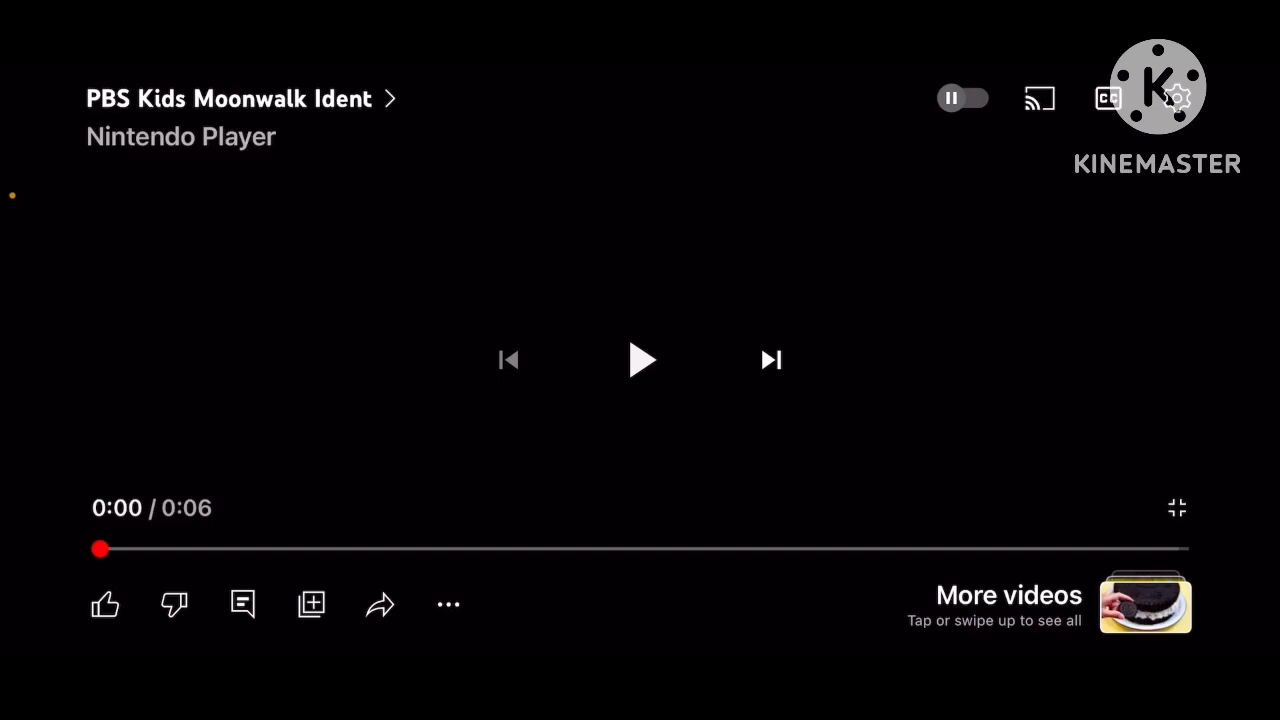 PBS Kids Moonwalk Ident
Nintendo Player
CC
K
KINEMASTER
0:00 / 0:06
More videos
Tap or swipe up to see all